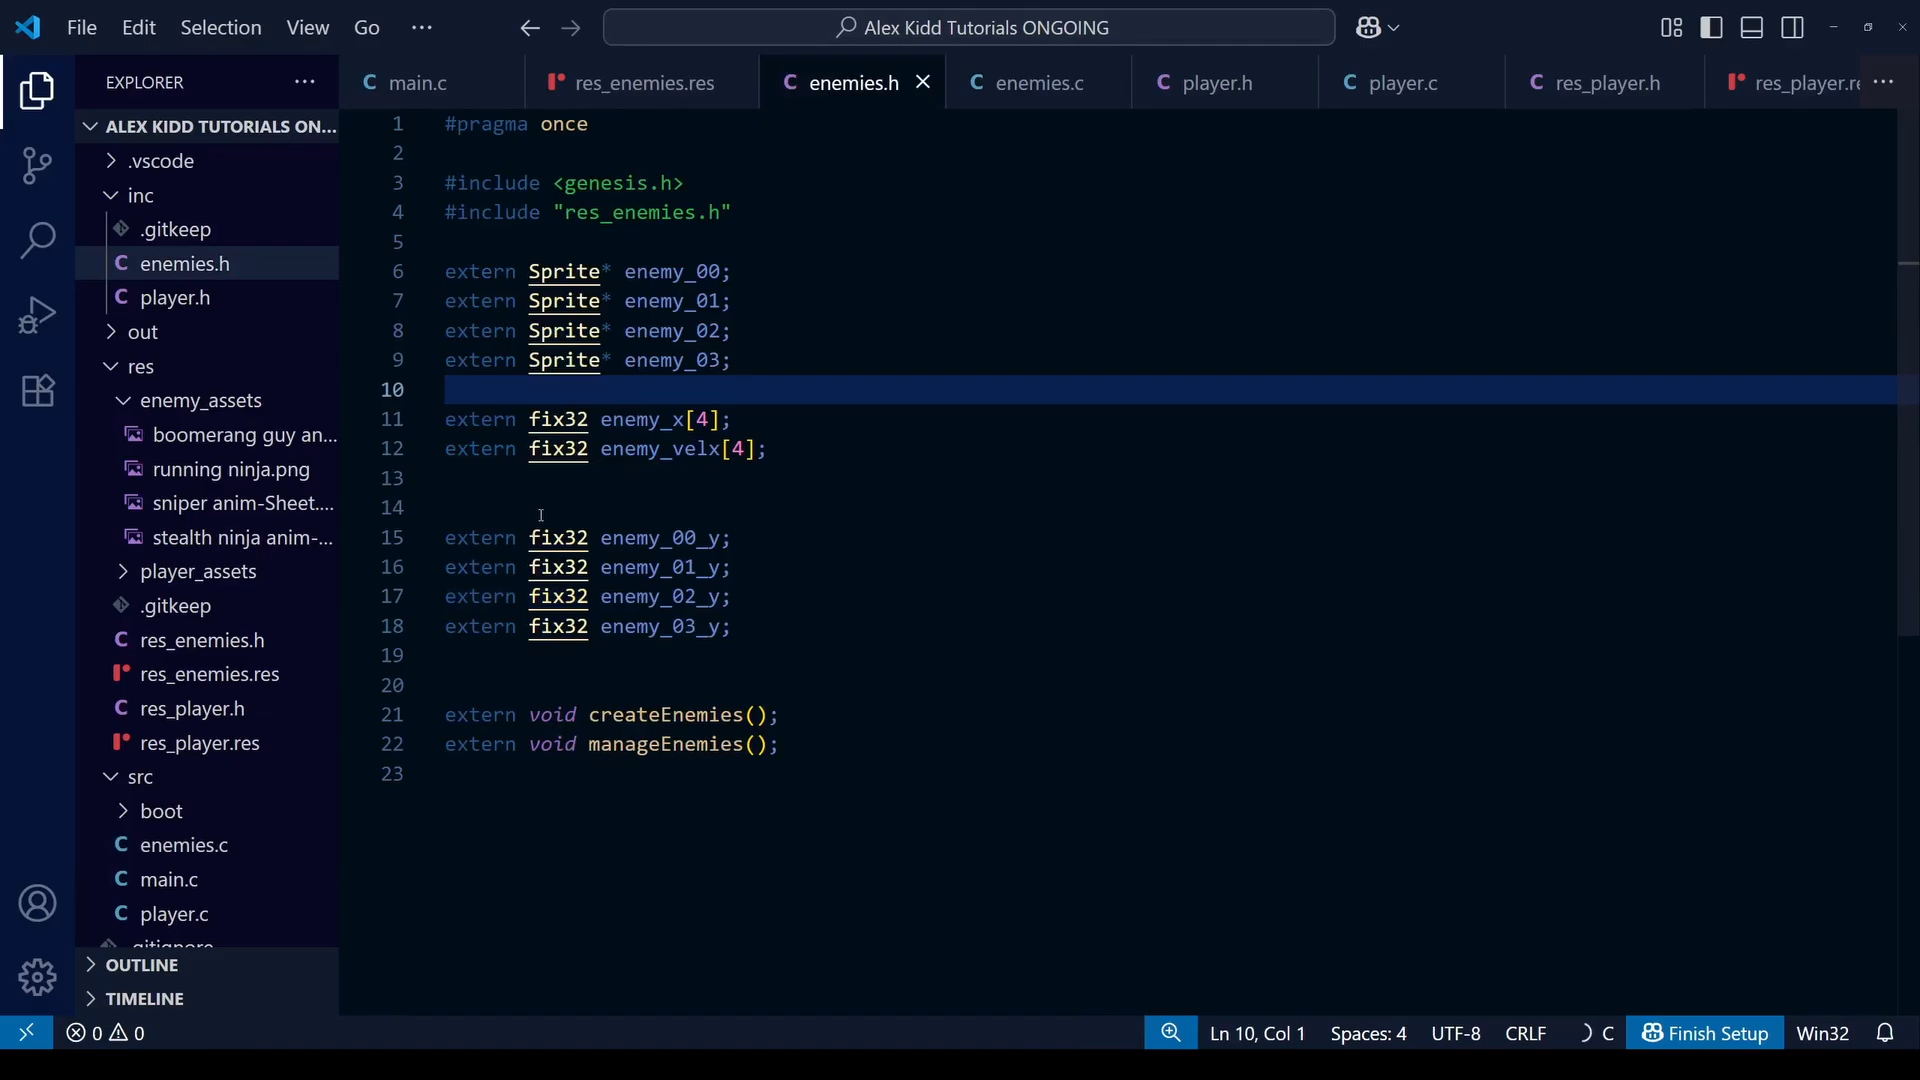 File Edit Selection View Go ··· Alex Kidd Tutorials ONGOING
EXPLORER ···
main.c res_enemies.res enemies.h enemies.c player.h player.c res_player.h res_player.re ···
ALEX KIDD TUTORIALS ON...
.vscode
inc
.gitkeep
enemies.h
player.h
out
res
enemy_assets
boomerang guy an...
running ninja.png
sniper anim-Sheet....
stealth ninja anim-...
player_assets
.gitkeep
res_enemies.h
res_enemies.res
res_player.h
res_player.res
src
boot
enemies.c
main.c
player.c
.gitignore
OUTLINE
TIMELINE
1 #pragma once
2
3 #include <genesis.h>
4 #include "res_enemies.h"
5
6 extern Sprite* enemy_00;
7 extern Sprite* enemy_01;
8 extern Sprite* enemy_02;
9 extern Sprite* enemy_03;
10
11 extern fix32 enemy_x[4];
12 extern fix32 enemy_velx[4];
13
14
15 extern fix32 enemy_00_y;
16 extern fix32 enemy_01_y;
17 extern fix32 enemy_02_y;
18 extern fix32 enemy_03_y;
19
20
21 extern void createEnemies();
22 extern void manageEnemies();
23
0 0 Ln 10, Col 1 Spaces: 4 UTF-8 CRLF C Finish Setup Win32